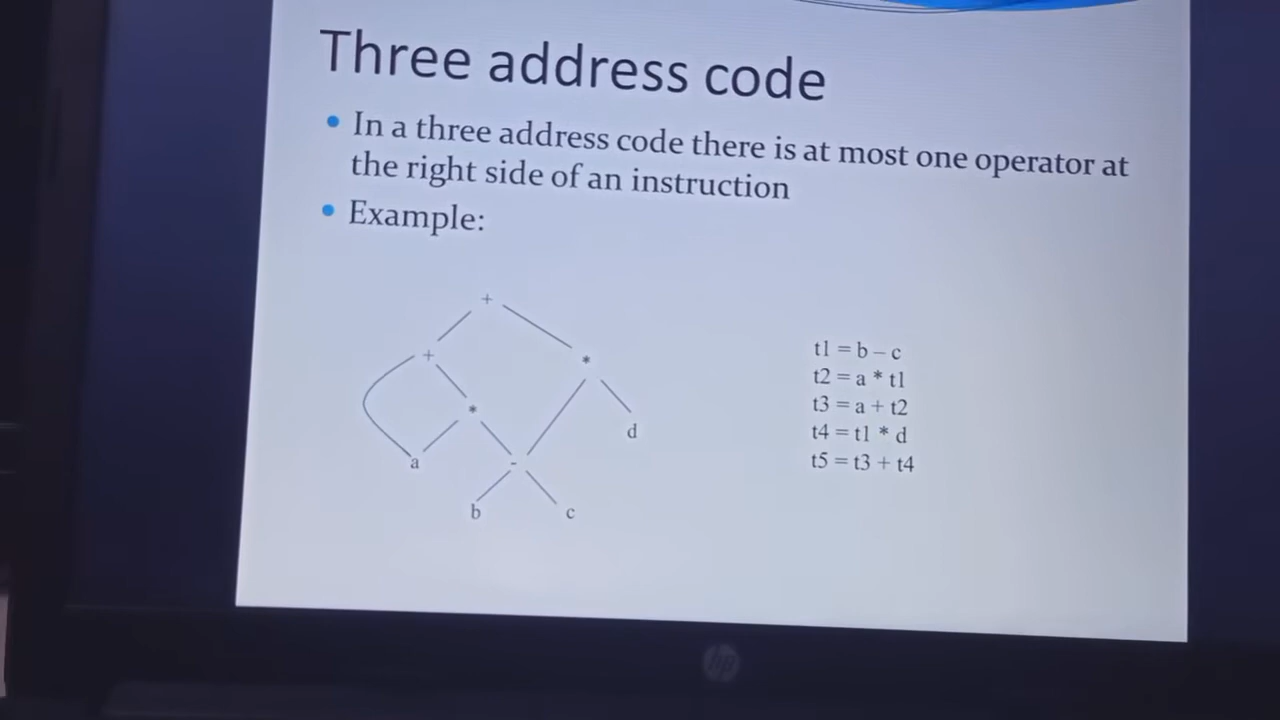 Three address code
• In a three address code there is at most one operator at
the right side of an instruction
• Example:
+
+
*
*
d
a
-
b
c
t1 = b – c
t2 = a * t1
t3 = a + t2
t4 = t1 * d
t5 = t3 + t4
hp